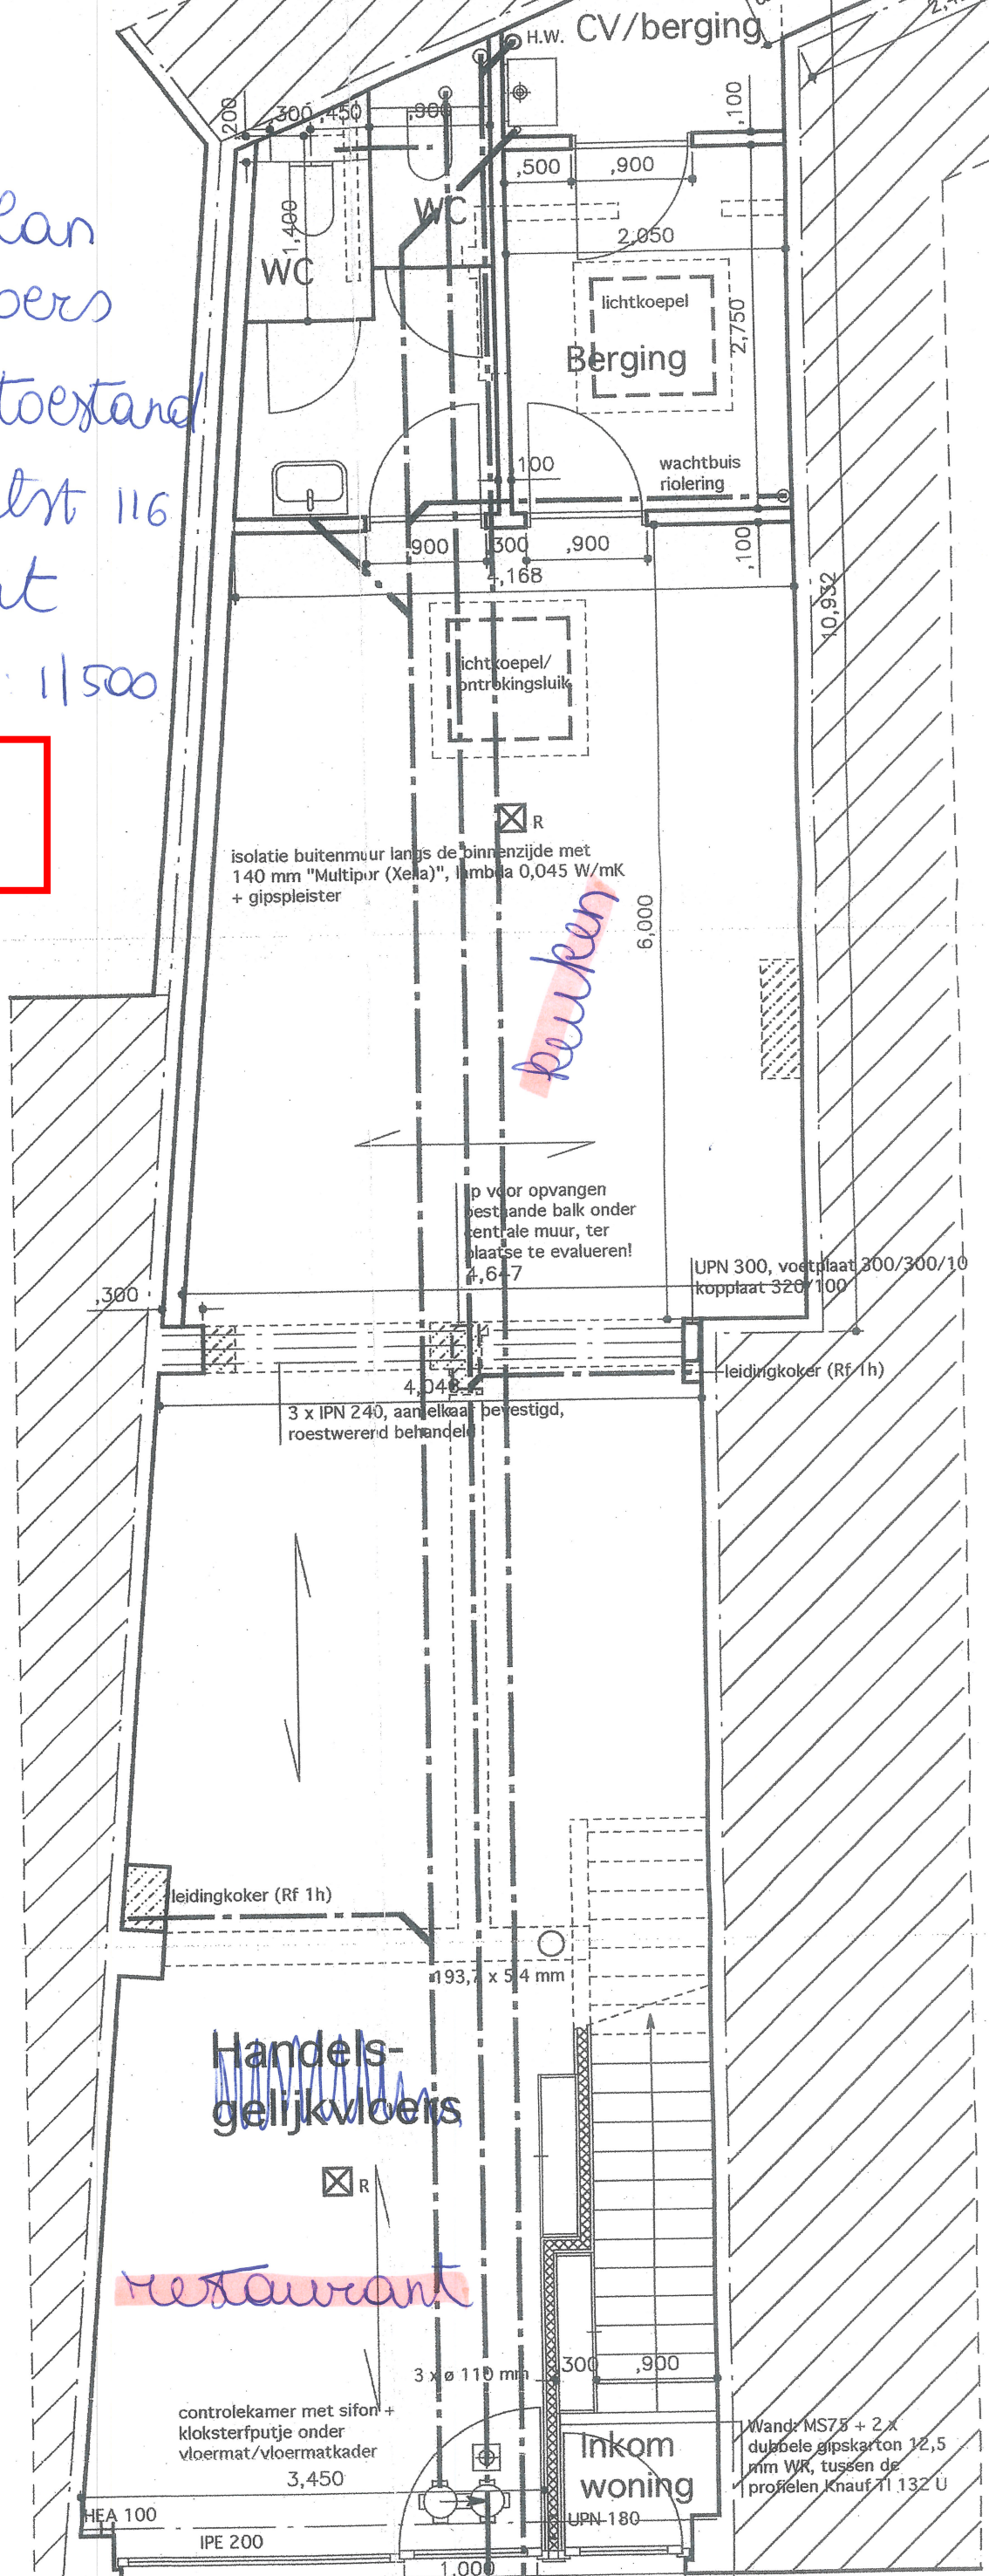 H.W. CV/berging
,200
,300 ,450
,900
,100
,500 ,900
lan
WC
1,400
WC
2,050
lichtkoepel
2,750
Berging
oers
toestand
,100
wachtbuis
riolering
116
,900 ,300 ,900
,100
4,168
10,932
1/500
lichtkoepel/
ontrokingsluik
R
isolatie buitenmuur langs de binnenzijde met
140 mm "Multipor (Xella)", lambda 0,045 W/mK
+ gipspleister
keuken
6,000
voor opvangen
bestaande balk onder
centrale muur, ter
plaatse te evalueren!
4,647
UPN 300, voetplaat 300/300/10
kopplaat 320/100
,300
leidingkoker (Rf 1h)
4,048
3 x IPN 240, aan elkaar bevestigd,
roestwerend behandeld
leidingkoker (Rf 1h)
193,7 x 5,4 mm
Handels-
gelijkvloers
R
restaurant
3 x ø 110 mm
,300 ,900
controlekamer met sifon +
kloksterfputje onder
vloermat/vloermatkader
3,450
Inkom
woning
Wand: MS75 + 2 x
dubbele gipskarton 12,5
mm WR, tussen de
profielen Knauf TI 132 U
HEA 100
UPN 180
IPE 200
1,000